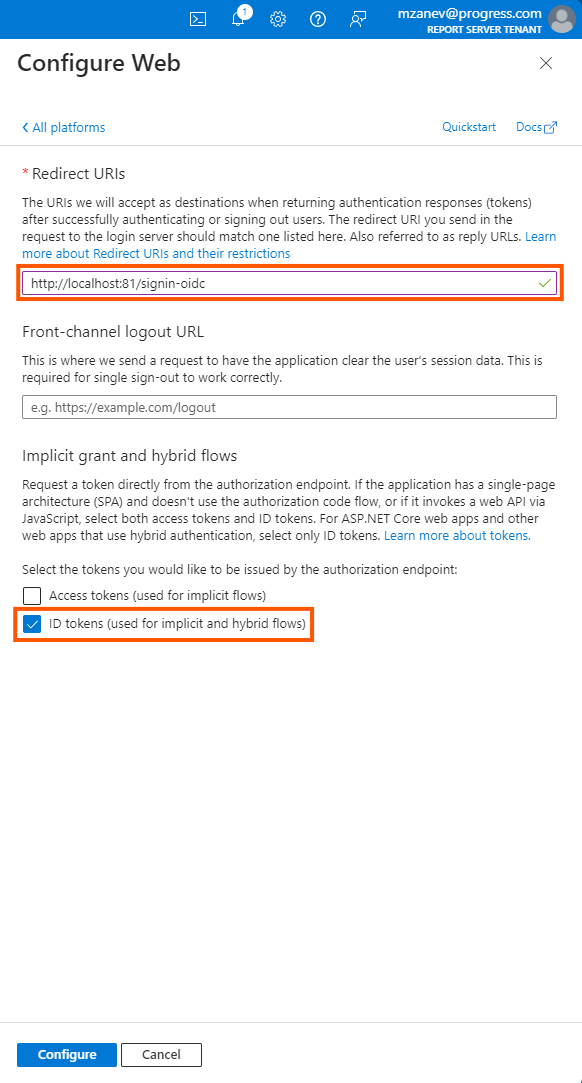 1
mzanev@progress.com
REPORT SERVER TENANT
Configure Web
All platforms
Quickstart
Docs
* Redirect URIs
The URIs we will accept as destinations when returning authentication responses (tokens)
after successfully authenticating or signing out users. The redirect URI you send in the
request to the login server should match one listed here. Also referred to as reply URLs. Learn
more about Redirect URIs and their restrictions
http://localhost:81/signin-oidc
Front-channel logout URL
This is where we send a request to have the application clear the user's session data. This is
required for single sign-out to work correctly.
e.g. https://example.com/logout
Implicit grant and hybrid flows
Request a token directly from the authorization endpoint. If the application has a single-page
architecture (SPA) and doesn't use the authorization code flow, or if it invokes a web API via
JavaScript, select both access tokens and ID tokens. For ASP.NET Core web apps and other
web apps that use hybrid authentication, select only ID tokens. Learn more about tokens.
Select the tokens you would like to be issued by the authorization endpoint:
Access tokens (used for implicit flows)
ID tokens (used for implicit and hybrid flows)
Configure
Cancel